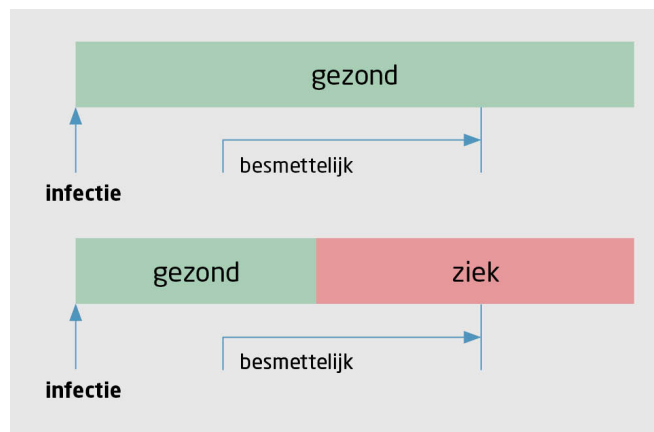 gezond
besmettelijk
infectie
gezond ziek
besmettelijk
infectie